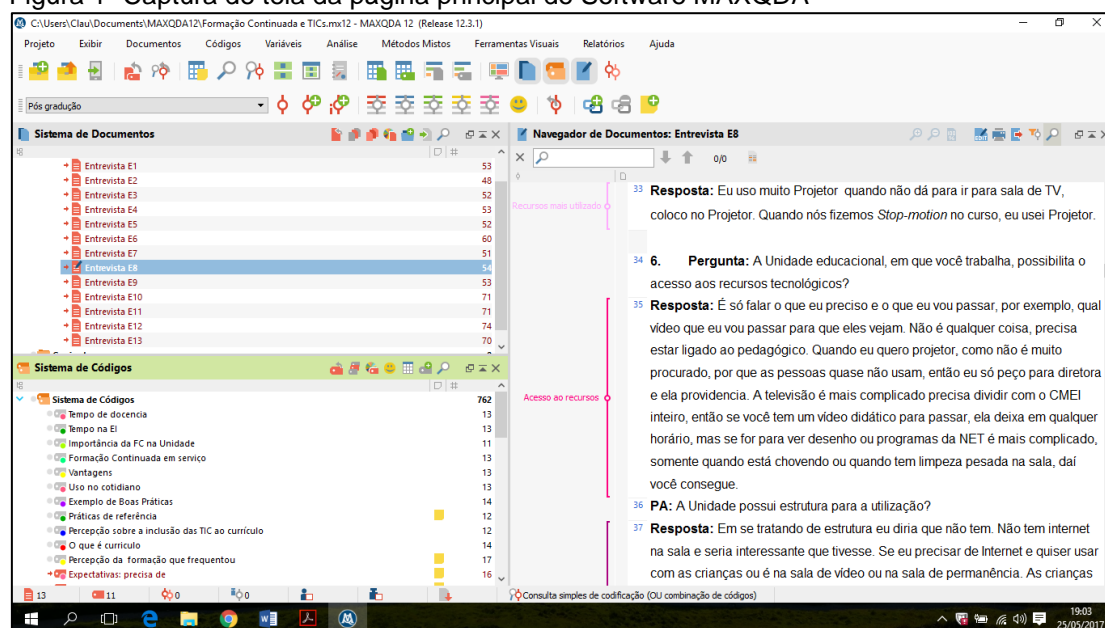 Figura 1- Captura de tela da página principal do Software MAXQDA
C:\Users\Clau\Documents\MAXQDA12\Formação Continuada e TICs.mx12 - MAXQDA 12 (Release 12.3.1)
Projeto Exibir Documentos Códigos Variáveis Análise Métodos Mistos Ferramentas Visuais Relatórios Ajuda
Pós gradução
Sistema de Documentos
#
Entrevista E1 53
Entrevista E2 48
Entrevista E3 52
Entrevista E4 53
Entrevista E5 52
Entrevista E6 60
Entrevista E7 51
Entrevista E8 54
Entrevista E9 53
Entrevista E10 71
Entrevista E11 71
Entrevista E12 74
Entrevista E13 70
Sistema de Códigos
#
Sistema de Códigos 762
Tempo de docencia 13
Tempo na EI 13
Importância da FC na Unidade 11
Formação Continuada em serviço 13
Vantagens 13
Uso no cotidiano 13
Exemplo de Boas Práticas 14
Práticas de referência 12
Percepção sobre a inclusão das TIC ao currículo 12
O que é curriculo 14
Percepção da formação que frequentou 17
Expectativas: precisa de 16
Navegador de Documentos: Entrevista E8
0/0
Recursos mais utilizado
33 Resposta: Eu uso muito Projetor quando não dá para ir para sala de TV,
coloco no Projetor. Quando nós fizemos Stop-motion no curso, eu usei Projetor.
34 6. Pergunta: A Unidade educacional, em que você trabalha, possibilita o
acesso aos recursos tecnológicos?
Acesso ao recursos
35 Resposta: É só falar o que eu preciso e o que eu vou passar, por exemplo, qual
vídeo que eu vou passar para que eles vejam. Não é qualquer coisa, precisa
estar ligado ao pedagógico. Quando eu quero projetor, como não é muito
procurado, por que as pessoas quase não usam, então eu só peço para diretora
e ela providencia. A televisão é mais complicado precisa dividir com o CMEI
inteiro, então se você tem um vídeo didático para passar, ela deixa em qualquer
horário, mas se for para ver desenho ou programas da NET é mais complicado,
somente quando está chovendo ou quando tem limpeza pesada na sala, daí
você consegue.
36 PA: A Unidade possui estrutura para a utilização?
37 Resposta: Em se tratando de estrutura eu diria que não tem. Não tem internet
na sala e seria interessante que tivesse. Se eu precisar de Internet e quiser usar
com as crianças ou é na sala de vídeo ou na sala de permanência. As crianças
13 11 0 0
Consulta simples de codificação (OU combinação de códigos)
19:03
25/05/2017